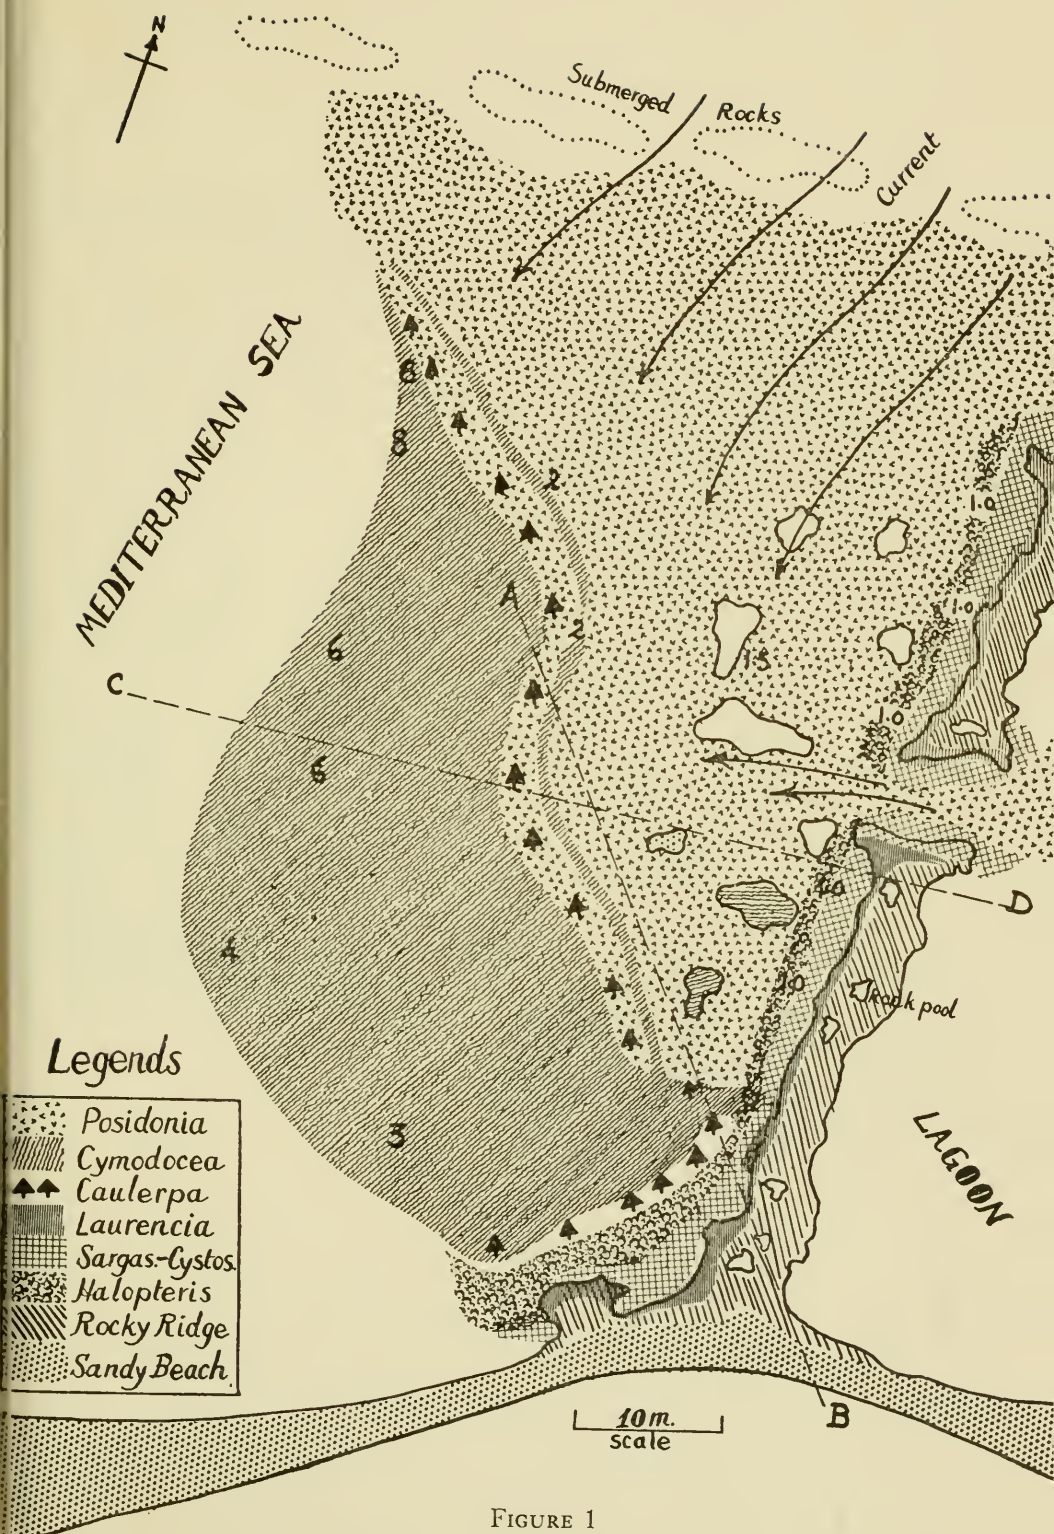 N
Submerged Rocks
Current
MEDITERRANEAN SEA
8
8
2
A
2
6
C
6
4
3
1.0
1.0
1.5
1.0
1.0
D
1.0
Rock pool
LAGOON
Legends
Posidonia
Cymodocea
Caulerpa
Laurencia
Sargas.-Cystos.
Halopteris
Rocky Ridge
Sandy Beach
B
10 m.
scale
FIGURE 1